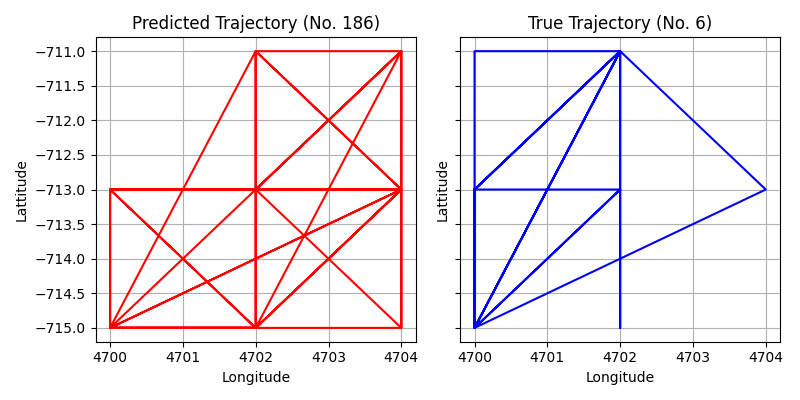 Predicted Trajectory (No. 186)
True Trajectory (No. 6)
Lattitude
−711.0
−711.5
−712.0
−712.5
−713.0
−713.5
−714.0
−714.5
−715.0
4700 4701 4702 4703 4704
Longitude
Lattitude
4700 4701 4702 4703 4704
Longitude